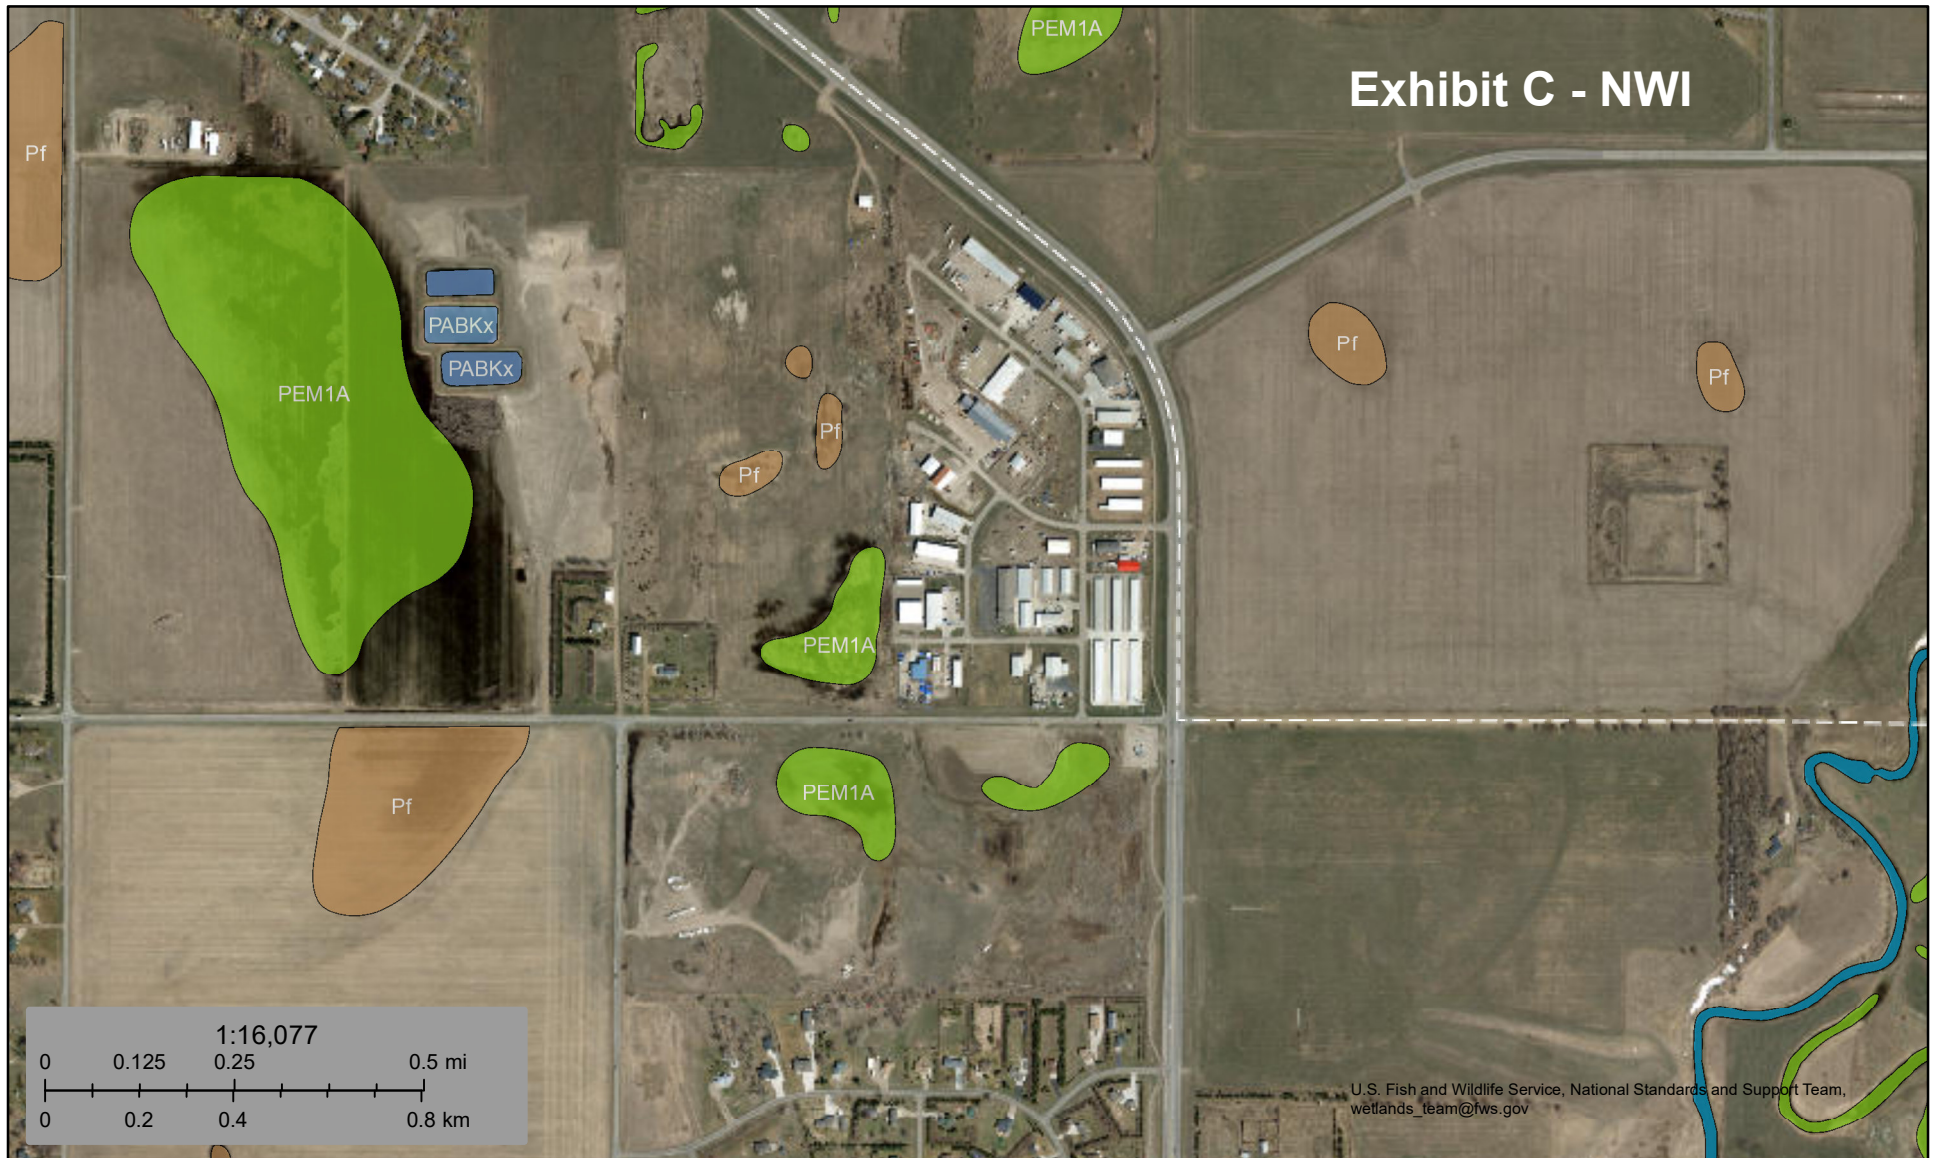 PEM1A
Exhibit C - NWI
Pf
PABKx
PABKx
PEM1A
Pf
Pf
Pf
Pf
PEM1A
PEM1A
Pf
1:16,077
0 0.125 0.25 0.5 mi
0 0.2 0.4 0.8 km
U.S. Fish and Wildlife Service, National Standards and Support Team,
wetlands_team@fws.gov